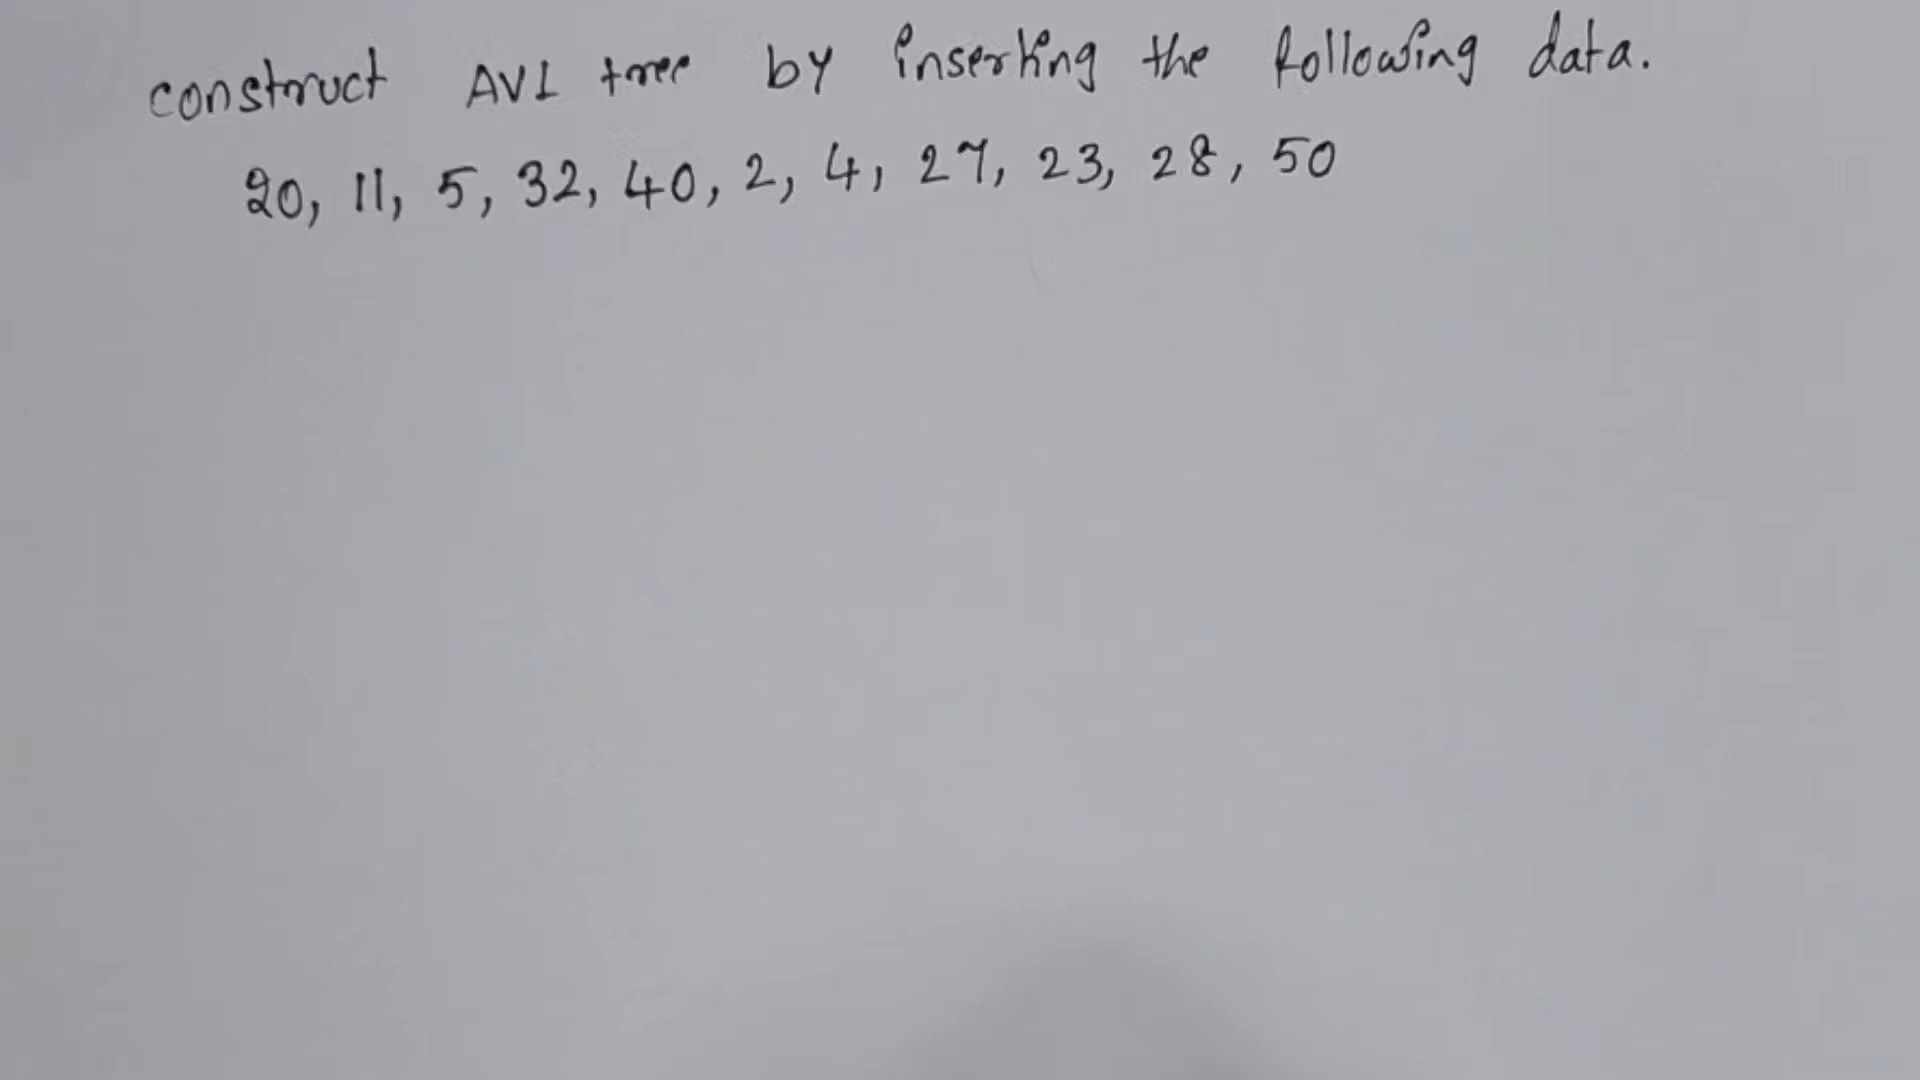 construct AVL tree by inserting the following data.
20, 11, 5, 32, 40, 2, 4, 27, 23, 28, 50